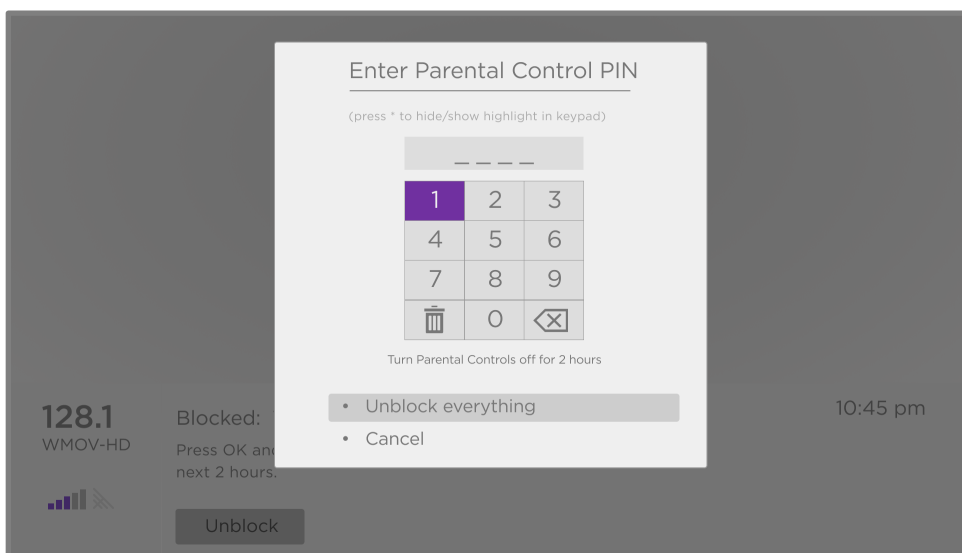 Enter Parental Control PIN
(press * to hide/show highlight in keypad)
_ _ _ _
1 2 3
4 5 6
7 8 9
0
Turn Parental Controls off for 2 hours
• Unblock everything
• Cancel
128.1
WMOV-HD
Blocked:
Press OK and
next 2 hours.
Unblock
10:45 pm